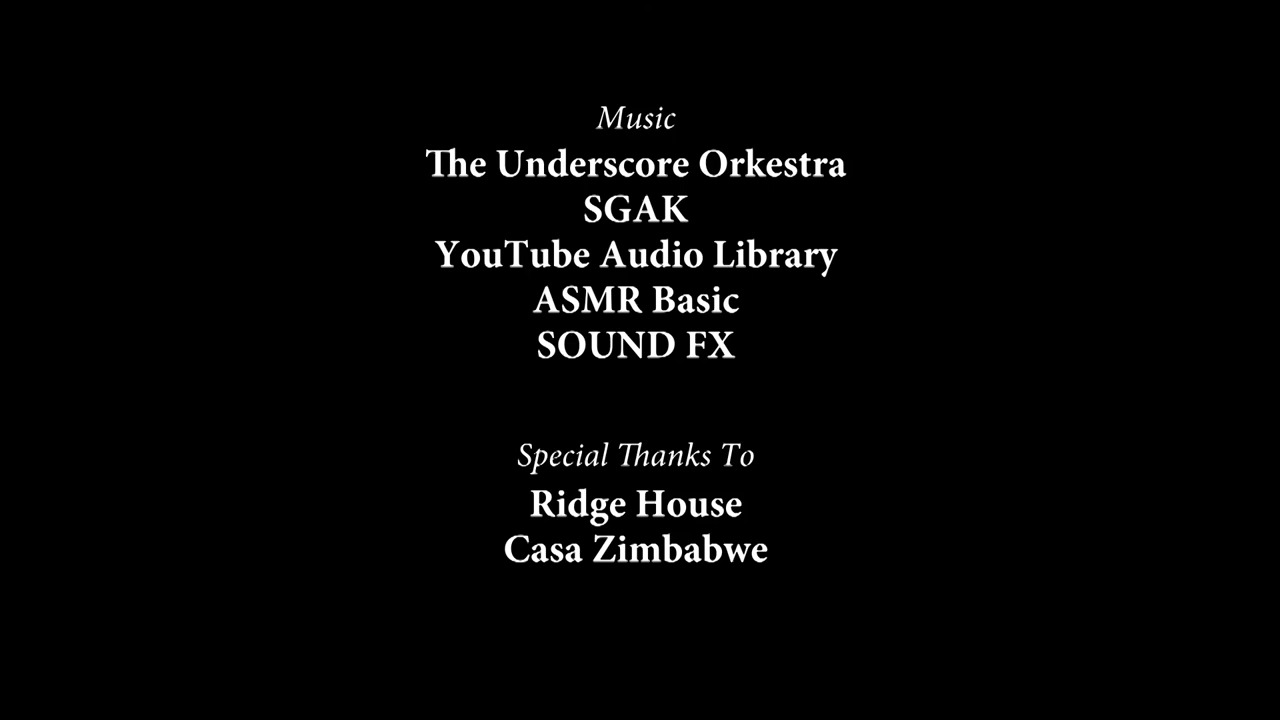 Music
The Underscore Orkestra
SGAK
YouTube Audio Library
ASMR Basic
SOUND FX
Special Thanks To
Ridge House
Casa Zimbabwe